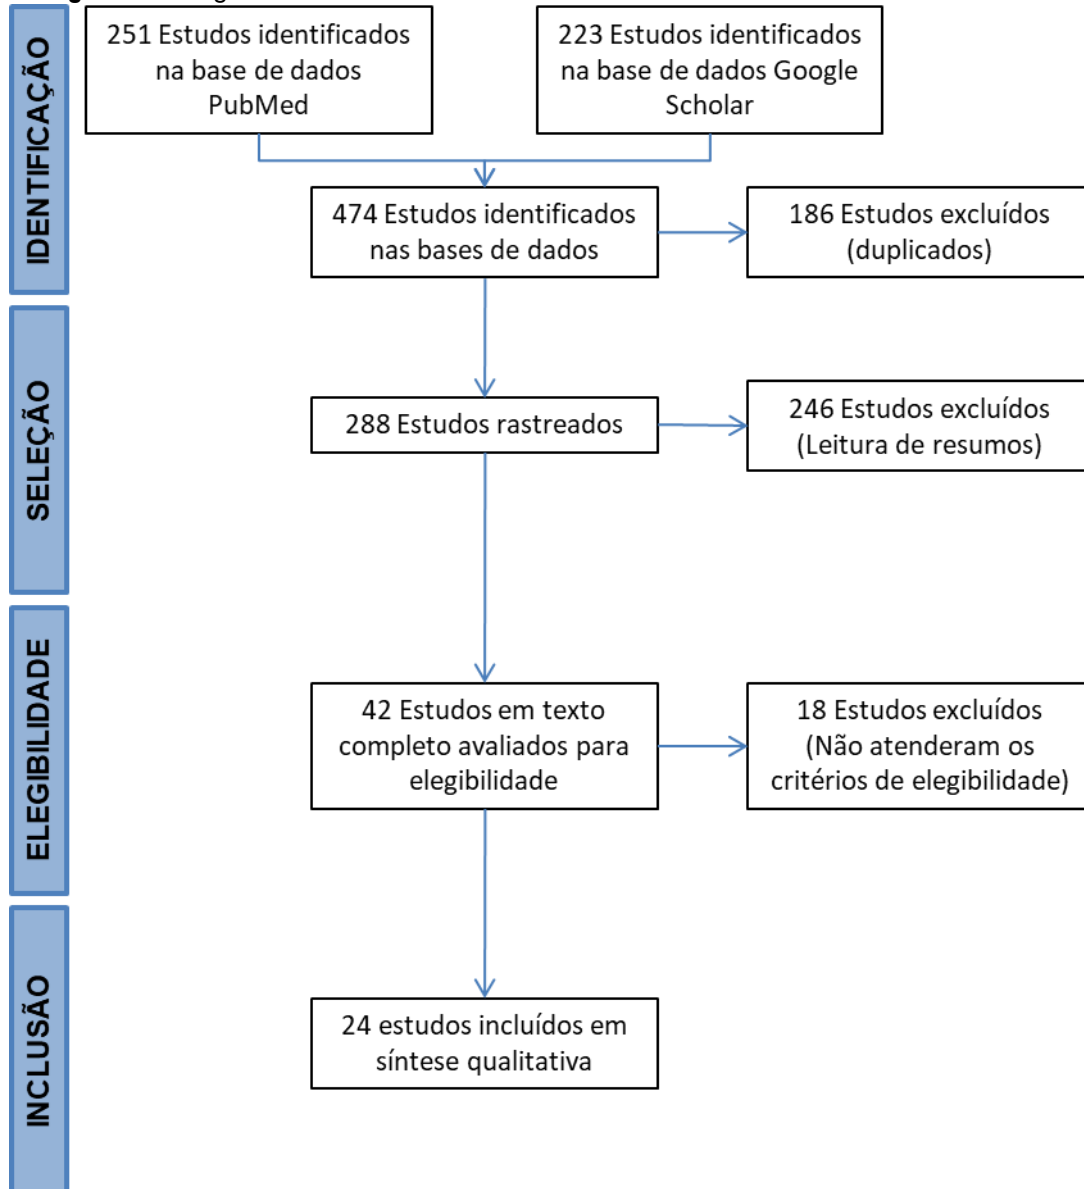 IDENTIFICAÇÃO
251 Estudos identificados
na base de dados
PubMed
223 Estudos identificados
na base de dados Google
Scholar
474 Estudos identificados
nas bases de dados
186 Estudos excluídos
(duplicados)
SELEÇÃO
288 Estudos rastreados
246 Estudos excluídos
(Leitura de resumos)
ELEGIBILIDADE
42 Estudos em texto
completo avaliados para
elegibilidade
18 Estudos excluídos
(Não atenderam os
critérios de elegibilidade)
INCLUSÃO
24 estudos incluídos em
síntese qualitativa